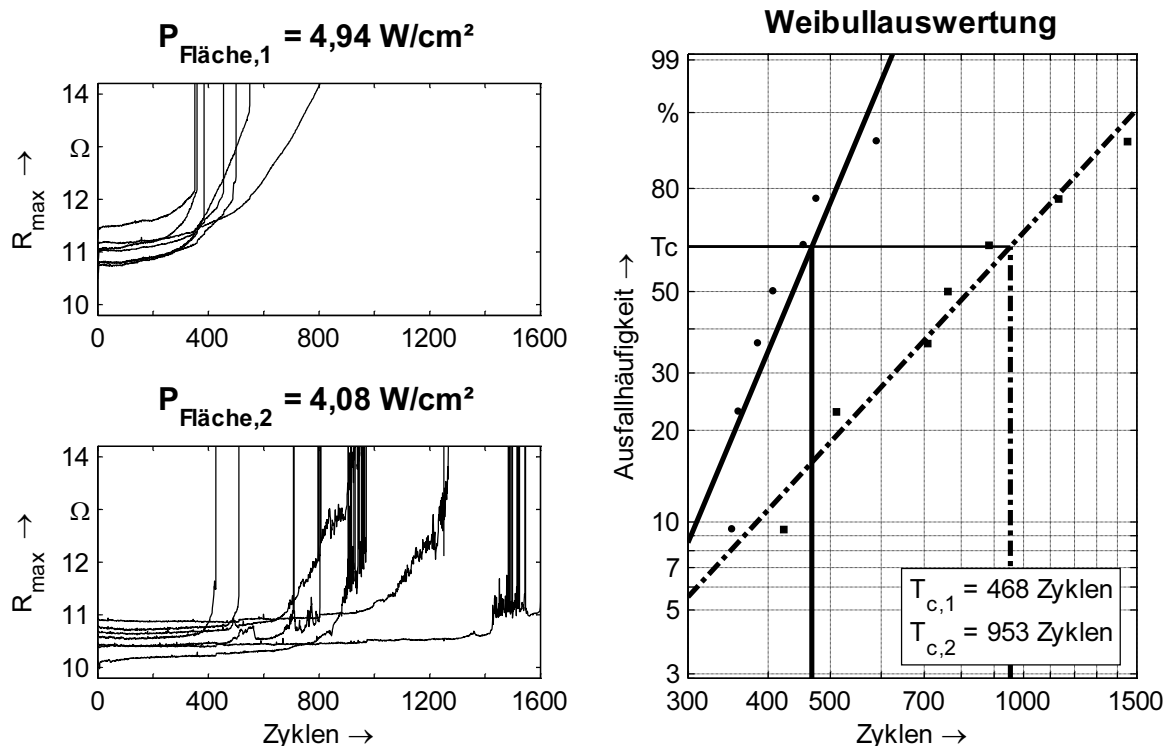 P_Fläche,1 = 4,94 W/cm²
14
Ω
12
11
10
R_max →
0 400 800 1200 1600
P_Fläche,2 = 4,08 W/cm²
14
Ω
12
11
10
R_max →
0 400 800 1200 1600
Zyklen →
Weibullauswertung
99
%
80
Tc
50
30
20
10
7
5
3
Ausfallhäufigkeit →
T_c,1 = 468 Zyklen
T_c,2 = 953 Zyklen
300 400 500 700 1000 1500
Zyklen →